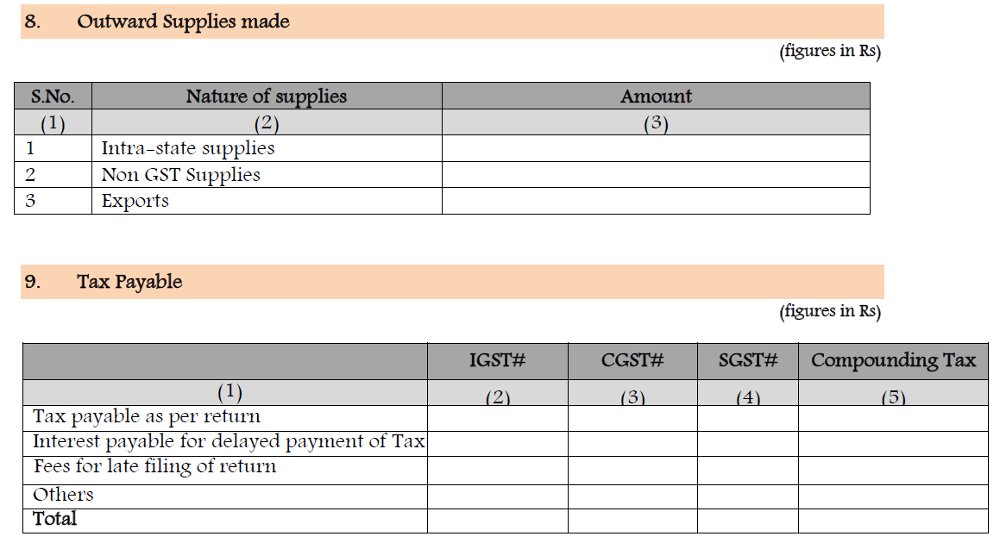 8. Outward Supplies made
(figures in Rs)
S.No. Nature of supplies Amount
(1) (2) (3)
1 Intra-state supplies
2 Non GST Supplies
3 Exports
9. Tax Payable
(figures in Rs)
IGST# CGST# SGST# Compounding Tax
(1) (2) (3) (4) (5)
Tax payable as per return
Interest payable for delayed payment of Tax
Fees for late filing of return
Others
Total